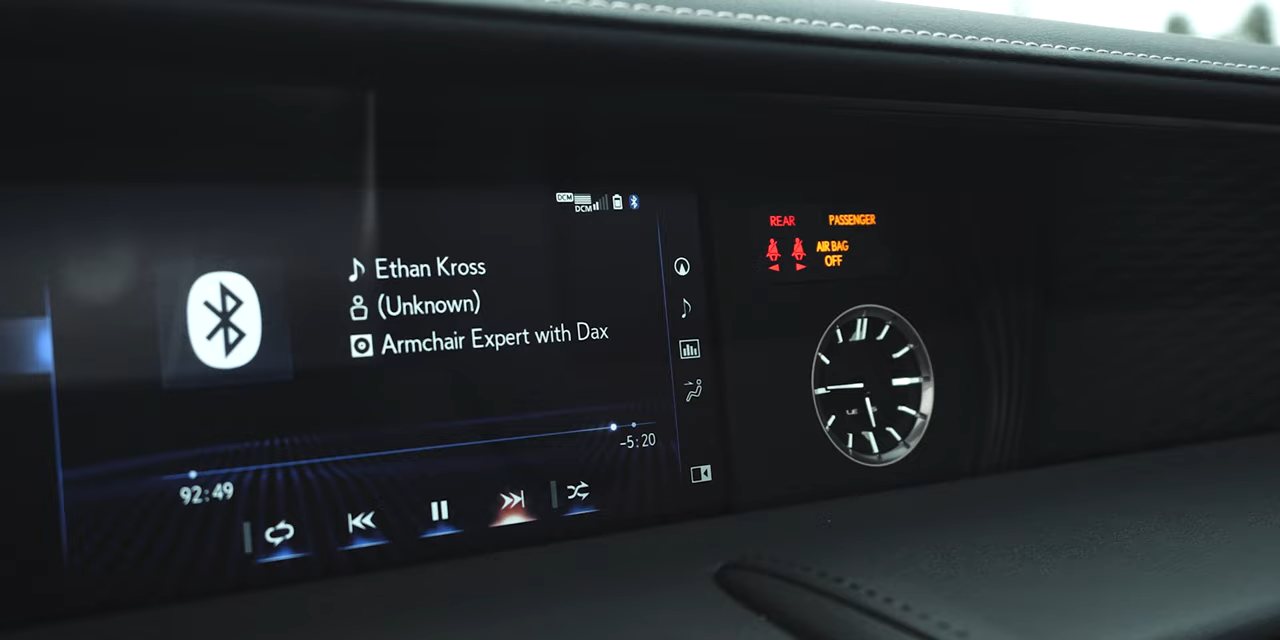 DCM
DCM
Ethan Kross
(Unknown)
Armchair Expert with Dax
92:49
-5:20
REAR
PASSENGER
AIR BAG
OFF